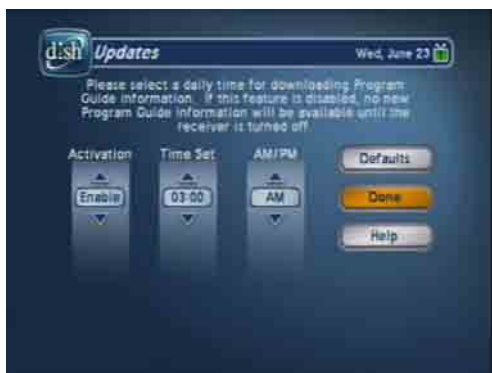 dish Updates Wed, June 23
Please select a daily time for downloading Program
Guide information. If this feature is disabled, no new
Program Guide information will be available until the
receiver is turned off.
Activation Time Set AM/PM
Defaults
Enable 03:00 AM Done
Help